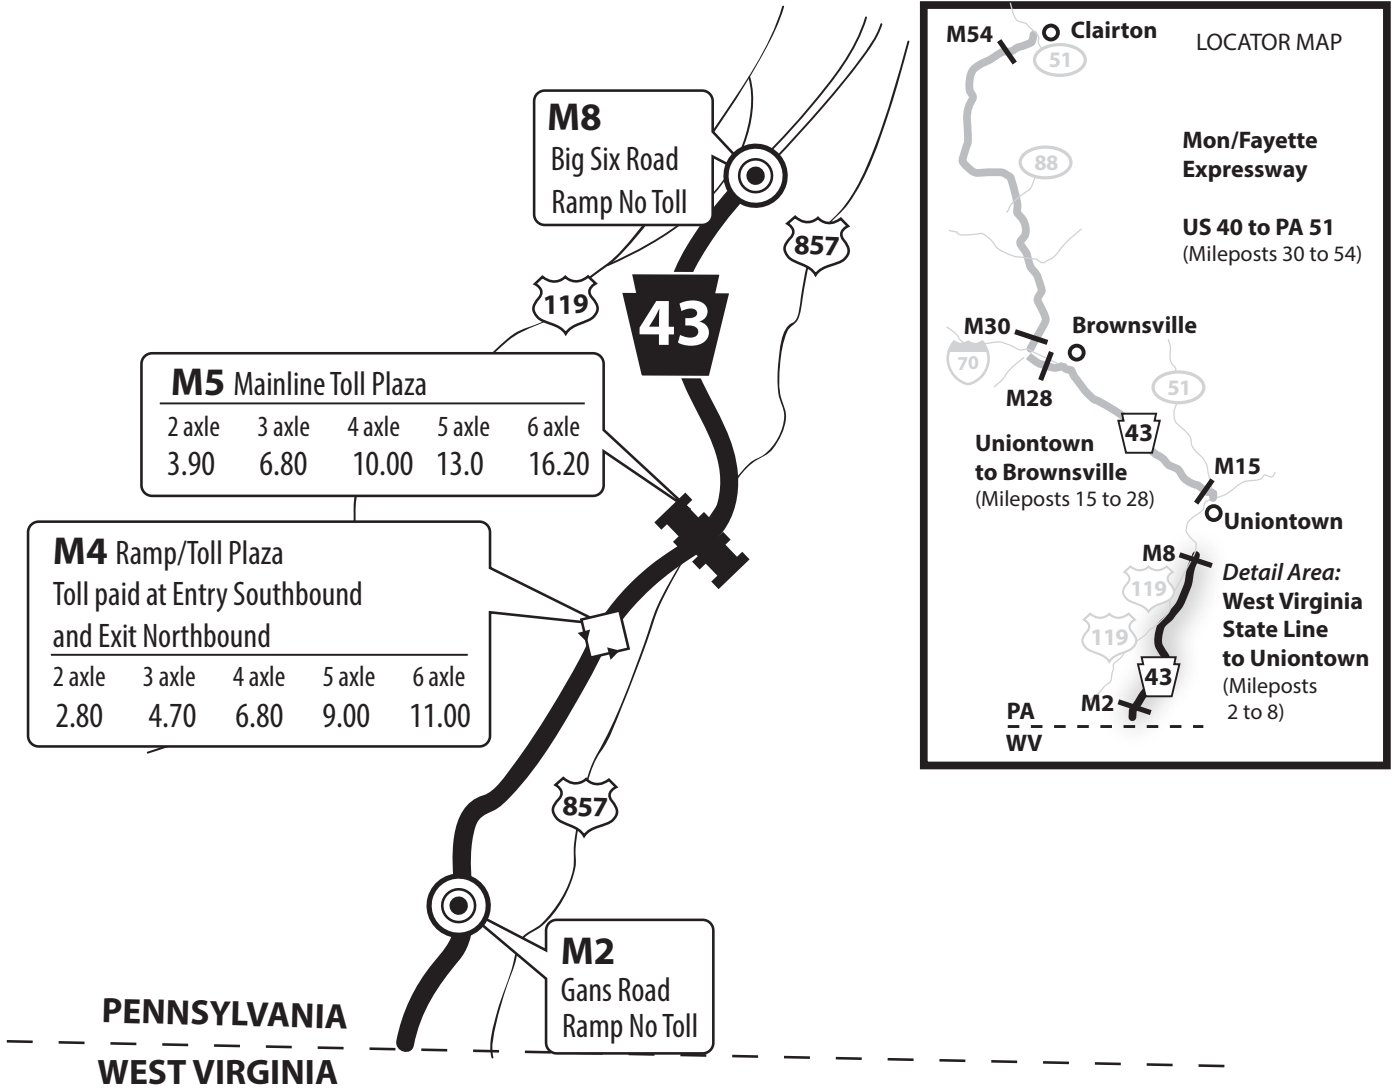 M8
Big Six Road
Ramp No Toll
857
119
43
M5 Mainline Toll Plaza
2 axle 3 axle 4 axle 5 axle 6 axle
3.90 6.80 10.00 13.0 16.20
M4 Ramp/Toll Plaza
Toll paid at Entry Southbound
and Exit Northbound
2 axle 3 axle 4 axle 5 axle 6 axle
2.80 4.70 6.80 9.00 11.00
857
M2
Gans Road
Ramp No Toll
PENNSYLVANIA
WEST VIRGINIA
LOCATOR MAP
M54
Clairton
51
Mon/Fayette
Expressway
88
US 40 to PA 51
(Mileposts 30 to 54)
M30
Brownsville
70
M28
51
43
Uniontown
to Brownsville
(Mileposts 15 to 28)
M15
Uniontown
M8
119
119
Detail Area:
West Virginia
State Line
to Uniontown
(Mileposts
2 to 8)
43
M2
PA
WV